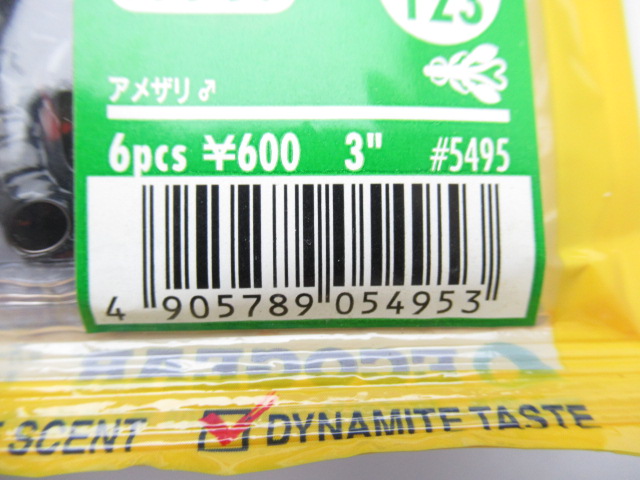 アメザリ♂
6pcs ¥600 3" #5495
4 905789 054953
SCENT DYNAMITE TASTE